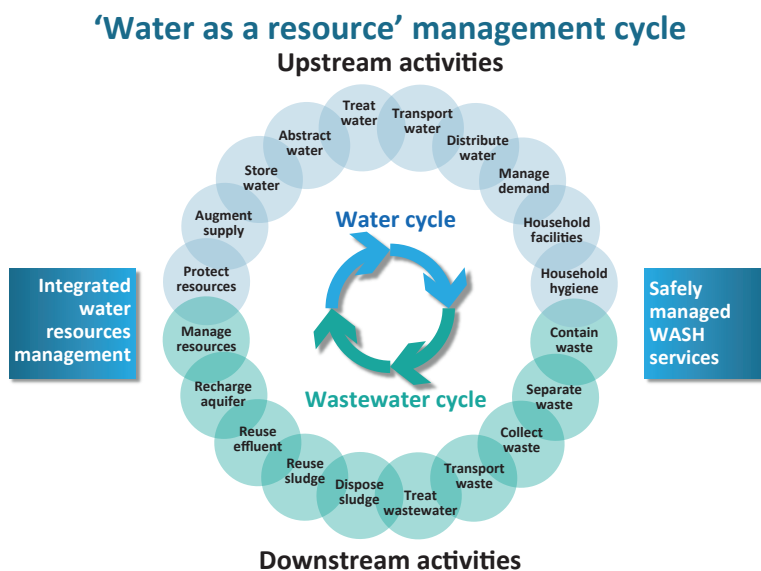 ‘Water as a resource’ management cycle
Upstream activities
Treat
water
Transport
water
Abstract
water
Distribute
water
Store
water
Manage
demand
Augment
supply
Household
facilities
Protect
resources
Household
hygiene
Water cycle
Integrated
water
resources
management
Safely
managed
WASH
services
Manage
resources
Contain
waste
Recharge
aquifer
Separate
waste
Wastewater cycle
Reuse
effluent
Collect
waste
Reuse
sludge
Transport
waste
Dispose
sludge
Treat
wastewater
Downstream activities